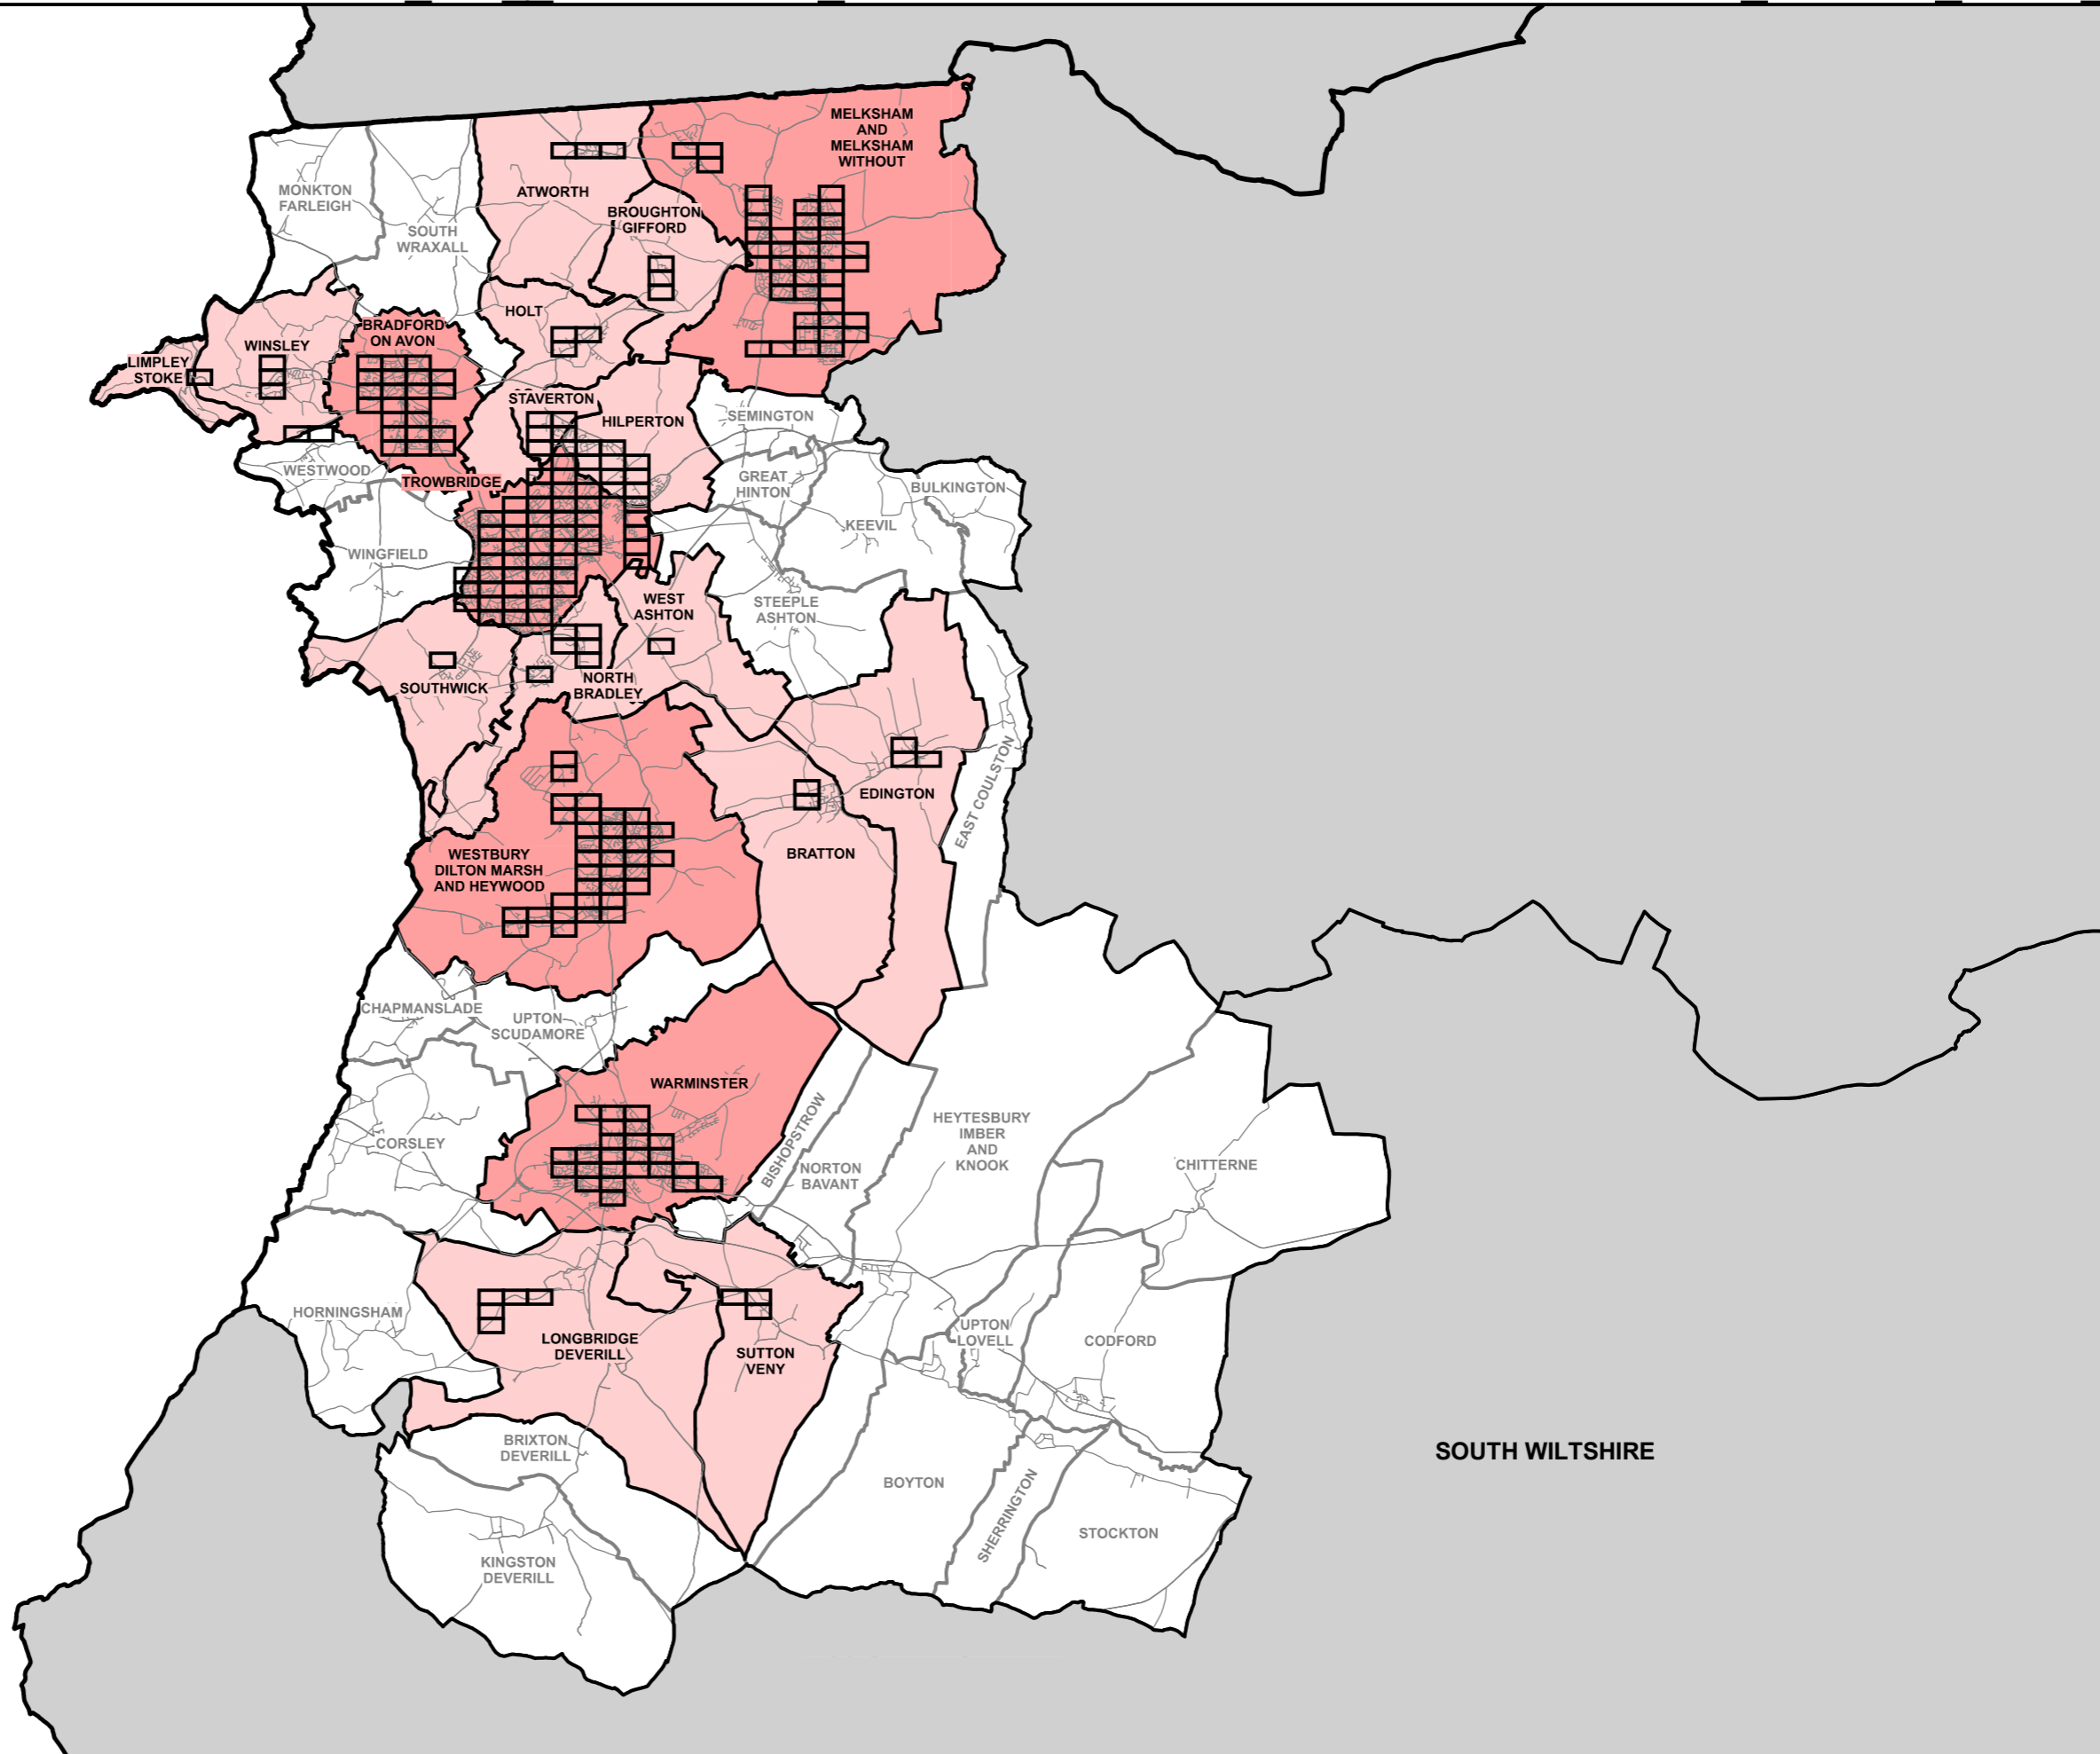 MELKSHAM
AND
MELKSHAM
WITHOUT
MONKTON
FARLEIGH
ATWORTH
BROUGHTON
GIFFORD
SOUTH
WRAXALL
HOLT
BRADFORD
ON AVON
WINSLEY
LIMPLEY
STOKE
STAVERTON
HILPERTON
SEMINGTON
WESTWOOD
TROWBRIDGE
GREAT
HINTON
BULKINGTON
KEEVIL
WINGFIELD
WEST
ASHTON
STEEPLE
ASHTON
SOUTHWICK
NORTH
BRADLEY
EDINGTON
EAST COULSTON
BRATTON
WESTBURY
DILTON MARSH
AND HEYWOOD
CHAPMANSLADE
UPTON
SCUDAMORE
WARMINSTER
BISHOPSTROW
HEYTESBURY
IMBER
AND
KNOOK
CORSLEY
NORTON
BAVANT
CHITTERNE
HORNINGSHAM
LONGBRIDGE
DEVERILL
SUTTON
VENY
UPTON
LOVELL
CODFORD
BRIXTON
DEVERILL
SOUTH WILTSHIRE
BOYTON
SHERRINGTON
STOCKTON
KINGSTON
DEVERILL